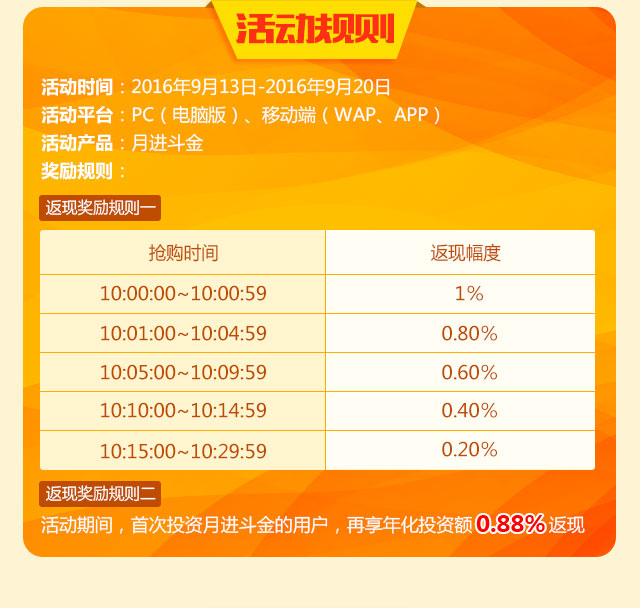 活动规则
活动时间：2016年9月13日-2016年9月20日
活动平台：PC（电脑版）、移动端（WAP、APP）
活动产品：月进斗金
奖励规则：
返现奖励规则一
抢购时间 返现幅度
10:00:00~10:00:59 1%
10:01:00~10:04:59 0.80%
10:05:00~10:09:59 0.60%
10:10:00~10:14:59 0.40%
10:15:00~10:29:59 0.20%
返现奖励规则二
活动期间，首次投资月进斗金的用户，再享年化投资额0.88%返现